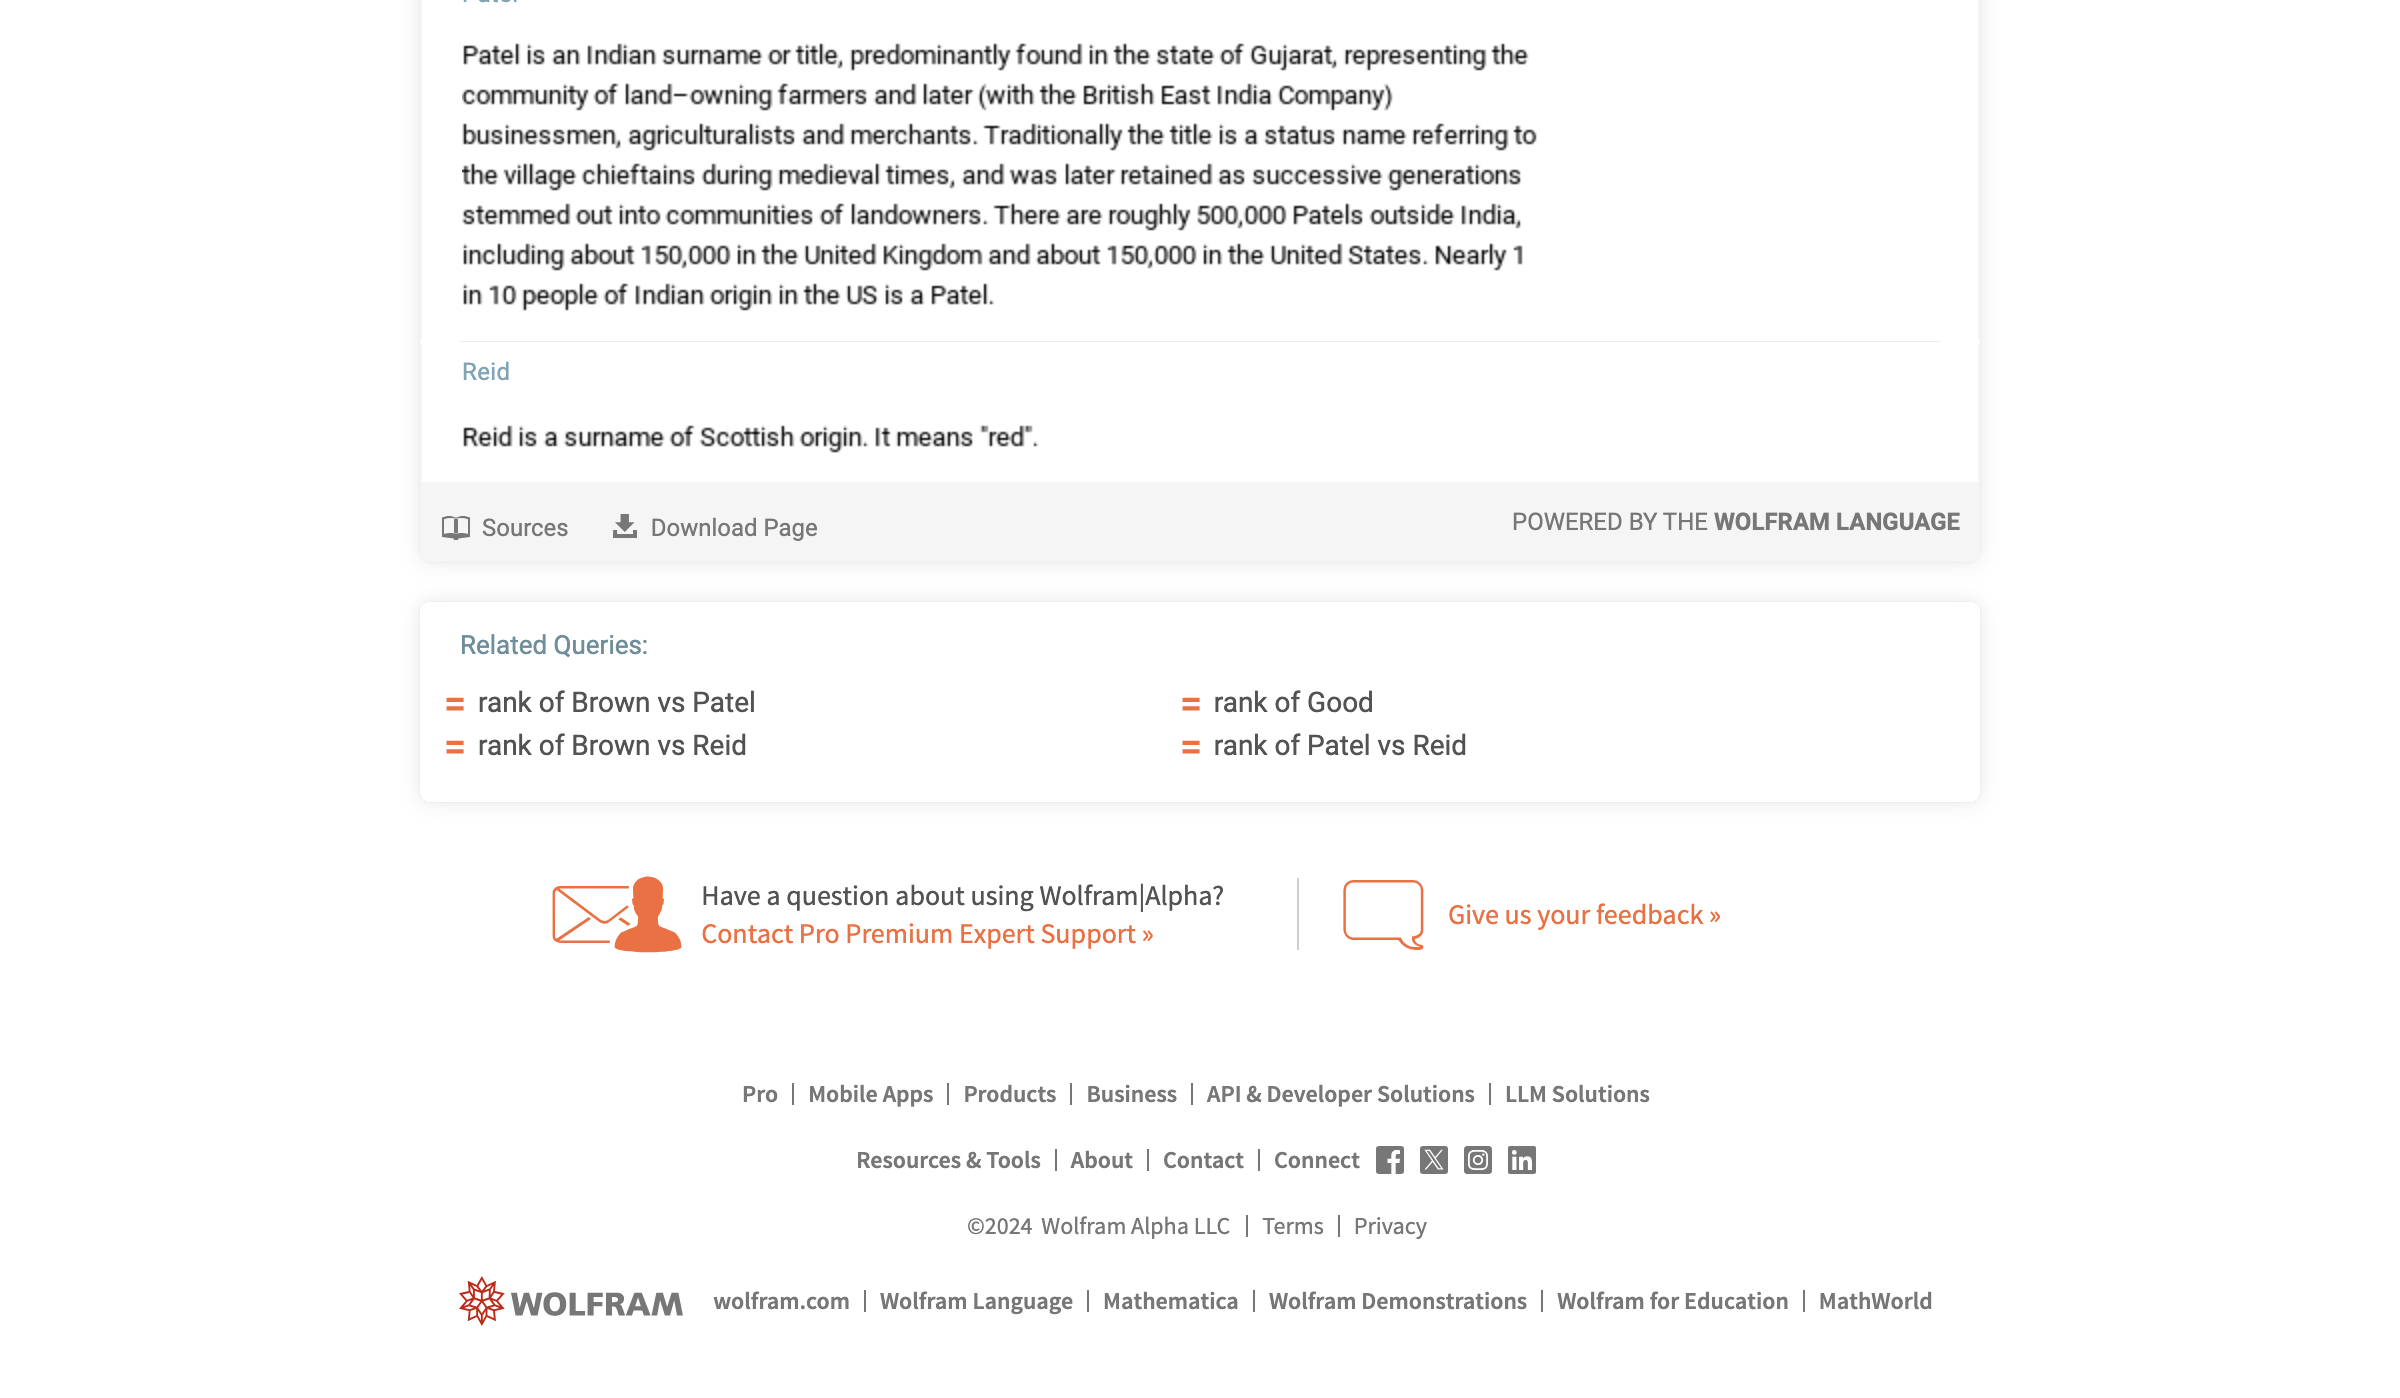 Patel is an Indian surname or title, predominantly found in the state of Gujarat, representing the
community of land–owning farmers and later (with the British East India Company)
businessmen, agriculturalists and merchants. Traditionally the title is a status name referring to
the village chieftains during medieval times, and was later retained as successive generations
stemmed out into communities of landowners. There are roughly 500,000 Patels outside India,
including about 150,000 in the United Kingdom and about 150,000 in the United States. Nearly 1
in 10 people of Indian origin in the US is a Patel.
Reid
Reid is a surname of Scottish origin. It means "red".
Sources Download Page POWERED BY THE WOLFRAM LANGUAGE
Related Queries:
= rank of Brown vs Patel = rank of Good
= rank of Brown vs Reid = rank of Patel vs Reid
Have a question about using Wolfram|Alpha?
Contact Pro Premium Expert Support »
Give us your feedback »
Pro | Mobile Apps | Products | Business | API & Developer Solutions | LLM Solutions
Resources & Tools | About | Contact | Connect
©2024 Wolfram Alpha LLC | Terms | Privacy
WOLFRAM wolfram.com | Wolfram Language | Mathematica | Wolfram Demonstrations | Wolfram for Education | MathWorld